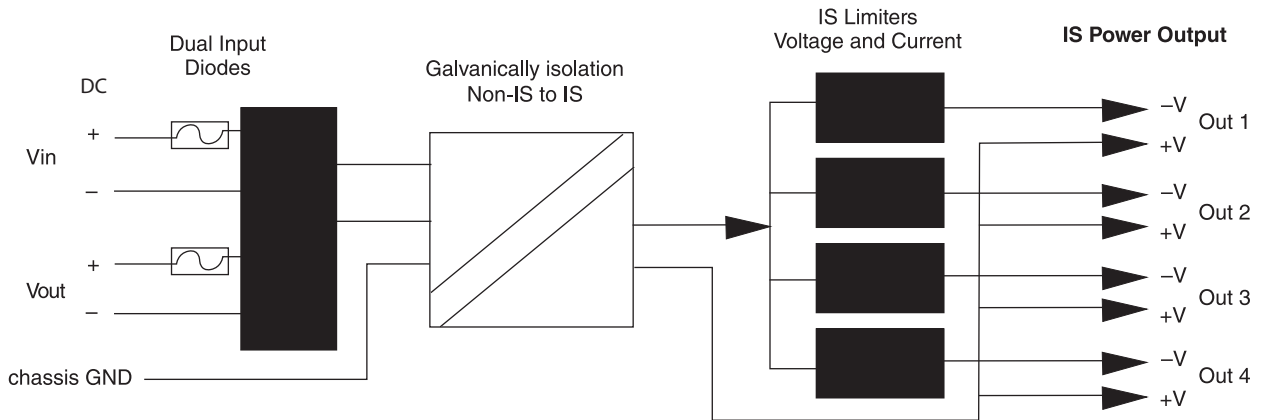 Dual Input
Diodes
Galvanically isolation
Non-IS to IS
IS Limiters
Voltage and Current
IS Power Output
DC
+
Vin
–
+
Vout
–
chassis GND
–V
Out 1
+V
–V
Out 2
+V
–V
Out 3
+V
–V
Out 4
+V